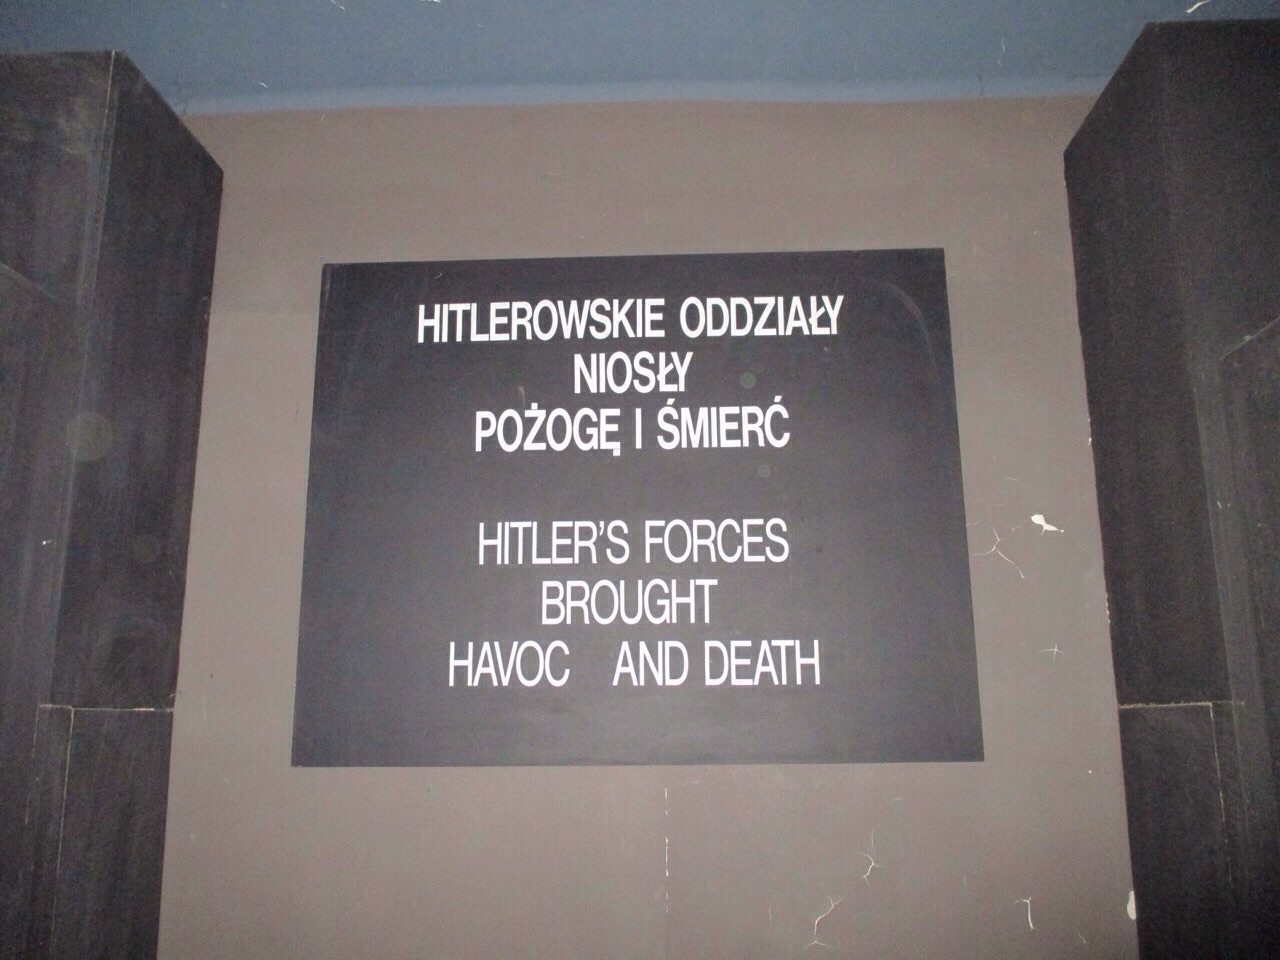 HITLEROWSKIE ODDZIAŁY
NIOSŁY
POŻOGĘ I ŚMIERĆ
HITLER'S FORCES
BROUGHT
HAVOC AND DEATH